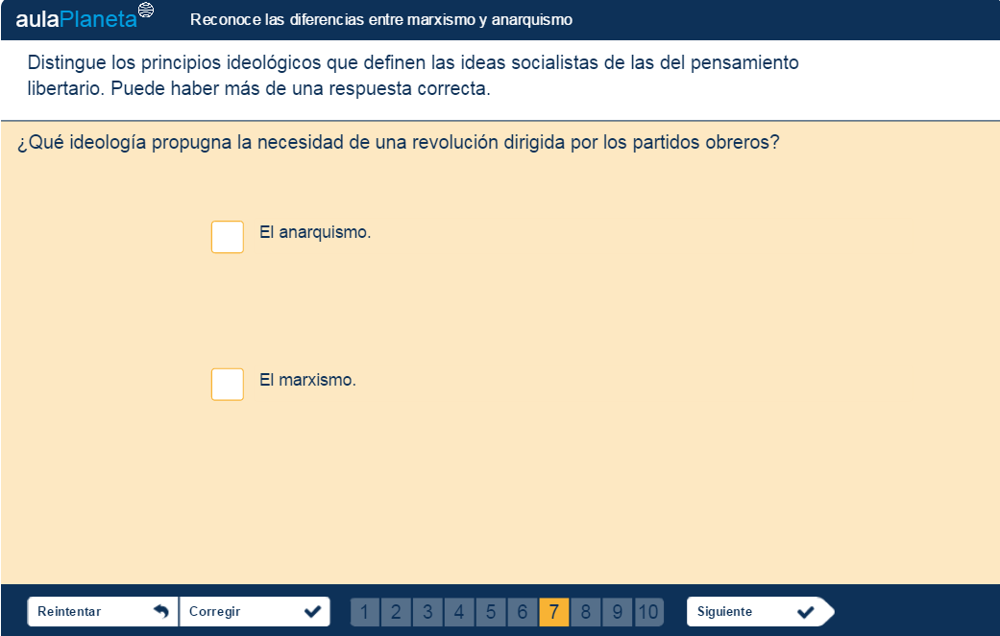 aulaPlaneta Reconoce las diferencias entre marxismo y anarquismo
Distingue los principios ideológicos que definen las ideas socialistas de las del pensamiento
libertario. Puede haber más de una respuesta correcta.
¿Qué ideología propugna la necesidad de una revolución dirigida por los partidos obreros?
El anarquismo.
El marxismo.
Reintentar Corregir 1 2 3 4 5 6 7 8 9 10 Siguiente